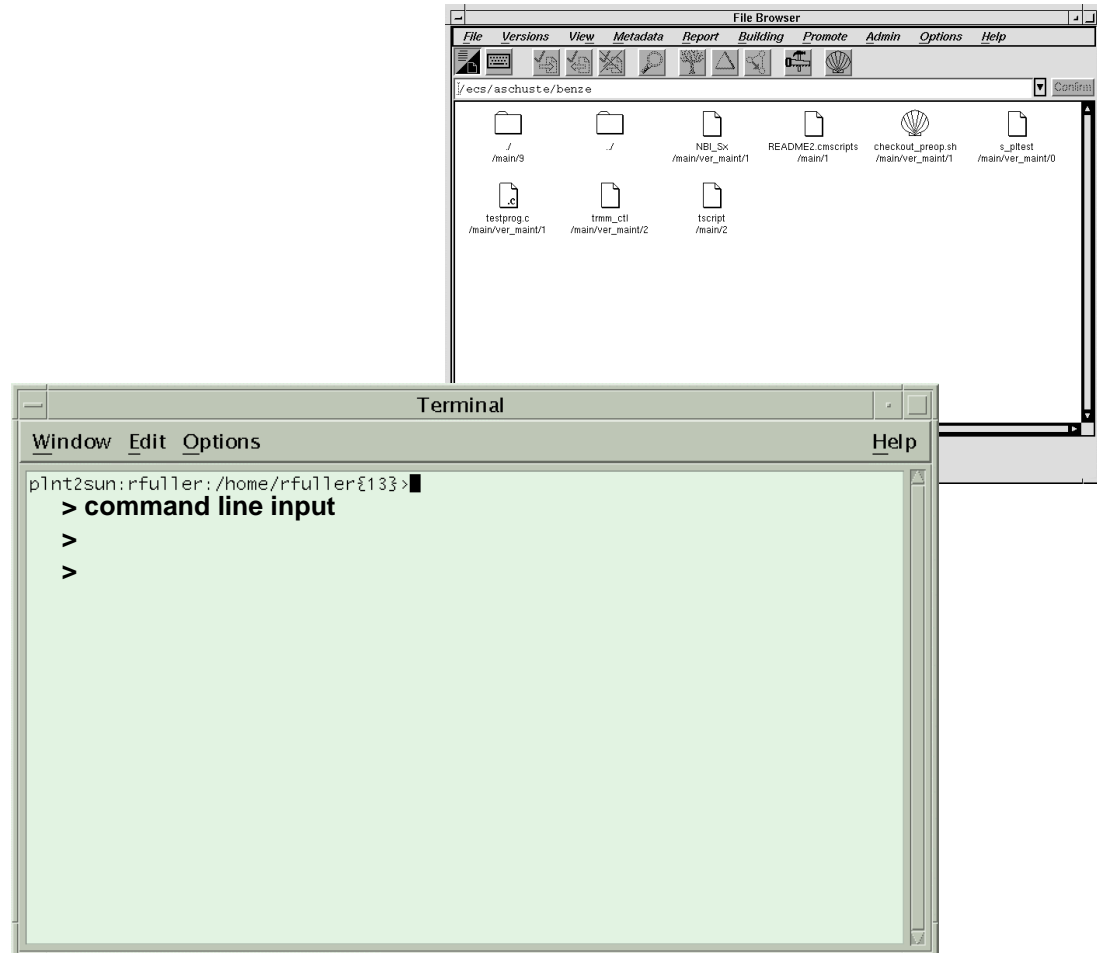 File Browser
File Versions View Metadata Report Building Promote Admin Options Help
/ecs/aschuste/benze Confirm
./ ../ NBI_Sx README2.cmscripts checkout_preop.sh s_pltest
/main/9 /main/ver_maint/1 /main/1 /main/ver_maint/1 /main/ver_maint/0
.c
testprog.c trmm_ctl tscript
/main/ver_maint/1 /main/ver_maint/2 /main/2
Terminal
Window Edit Options Help
plnt2sun:rfuller:/home/rfuller{13}>
> command line input
>
>